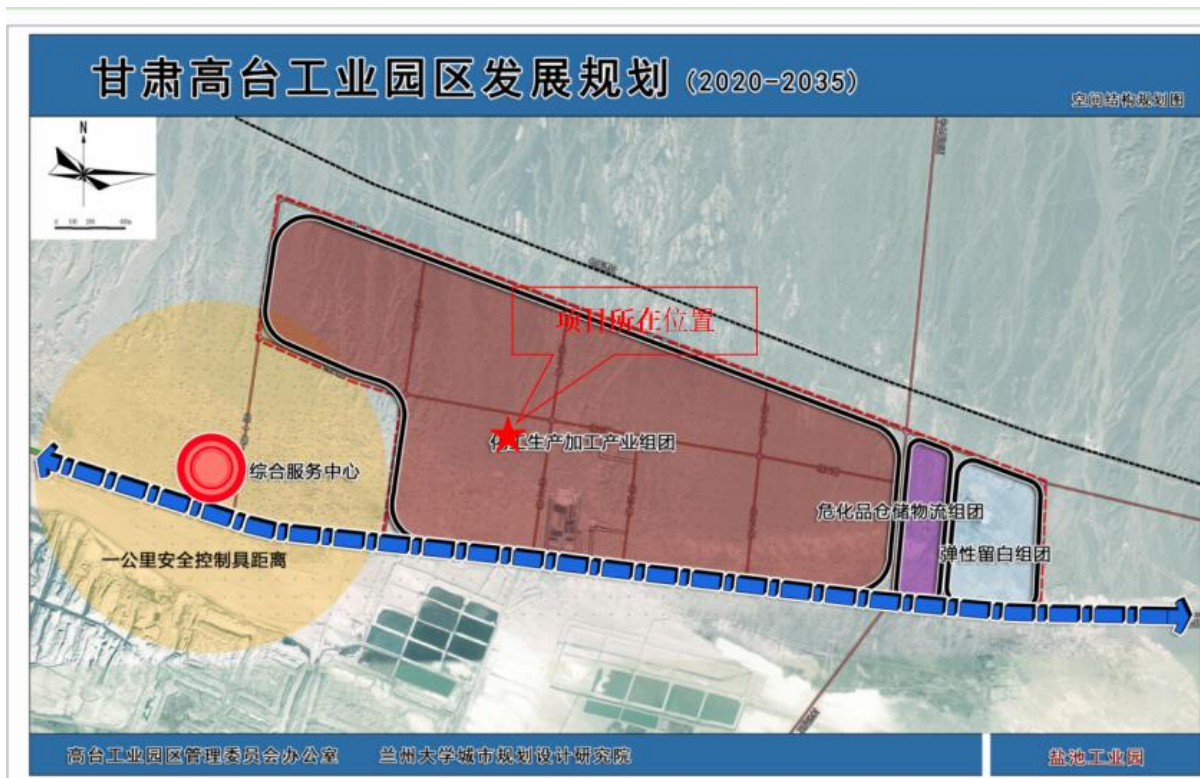 甘肃高台工业园区发展规划(2020-2035)
空间结构规划图
N
项目所在位置
化工生产加工产业组团
综合服务中心
危化品仓储物流组团
弹性留白组团
一公里安全控制具距离
高台工业园区管理委员会办公室
兰州大学城市规划设计研究院
盐池工业园